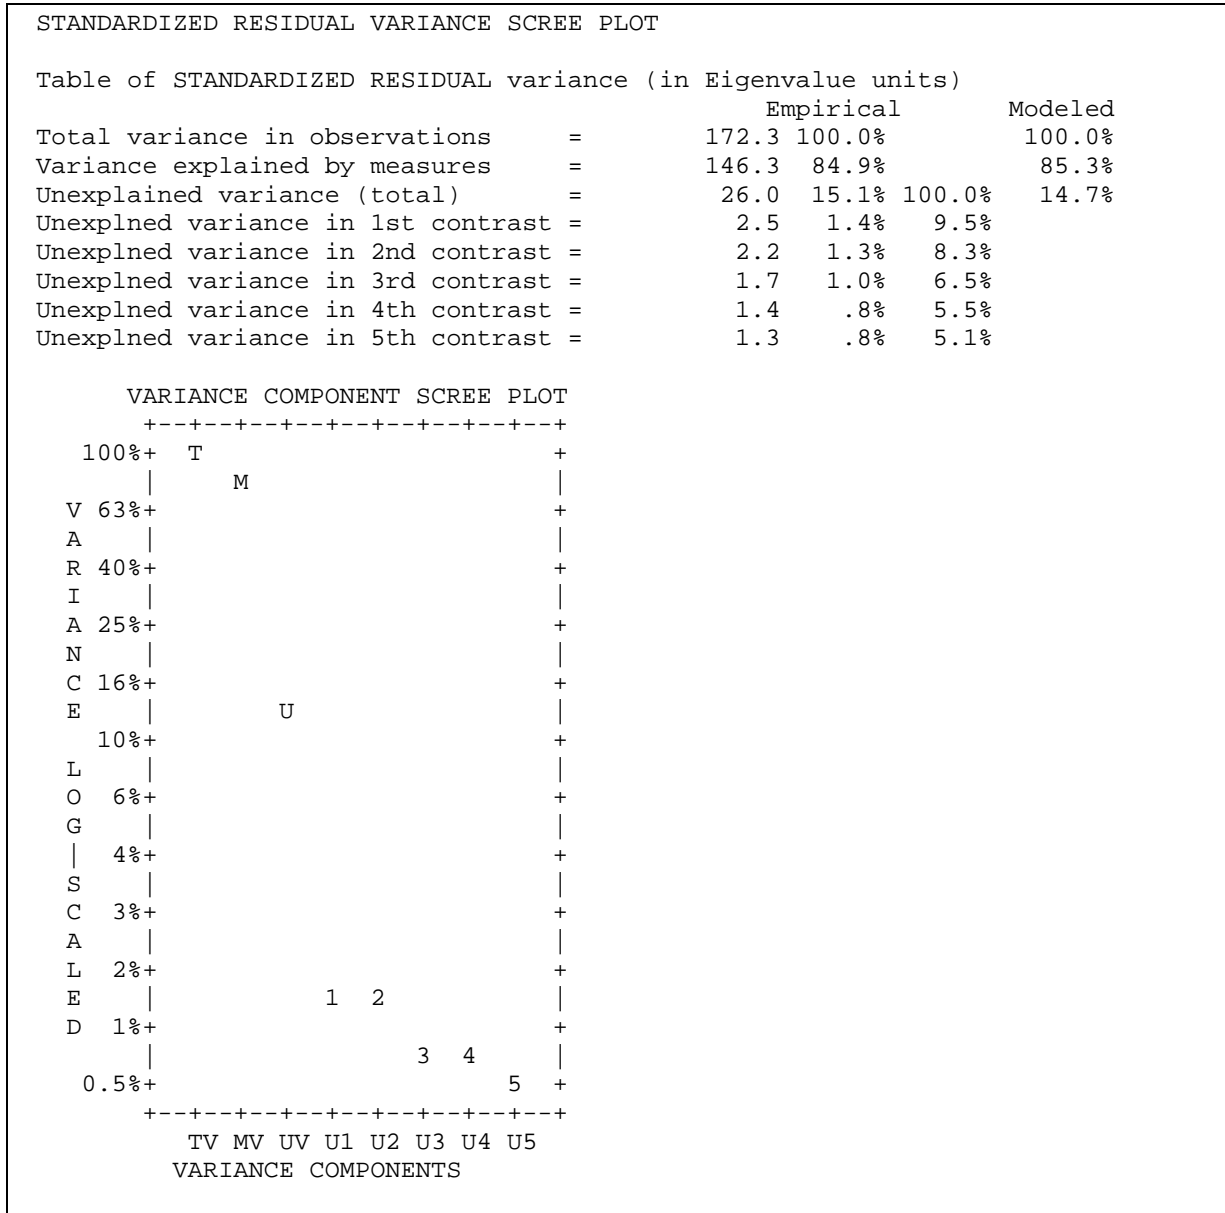 STANDARDIZED RESIDUAL VARIANCE SCREE PLOT

Table of STANDARDIZED RESIDUAL variance (in Eigenvalue units)
                                                Empirical       Modeled
Total variance in observations     =        172.3 100.0%         100.0%
Variance explained by measures     =        146.3  84.9%          85.3%
Unexplained variance (total)       =         26.0  15.1% 100.0%   14.7%
Unexplned variance in 1st contrast =          2.5   1.4%   9.5%
Unexplned variance in 2nd contrast =          2.2   1.3%   8.3%
Unexplned variance in 3rd contrast =          1.7   1.0%   6.5%
Unexplned variance in 4th contrast =          1.4    .8%   5.5%
Unexplned variance in 5th contrast =          1.3    .8%   5.1%

      VARIANCE COMPONENT SCREE PLOT
       +--+--+--+--+--+--+--+--+--+
   100%+  T                       +
       |     M                    |
  V 63%+                          +
  A    |                          |
  R 40%+                          +
  I    |                          |
  A 25%+                          +
  N    |                          |
  C 16%+                          +
  E    |        U                 |
    10%+                          +
  L    |                          |
  O  6%+                          +
  G    |                          |
  |  4%+                          +
  S    |                          |
  C  3%+                          +
  A    |                          |
  L  2%+                          +
  E    |           1  2           |
  D  1%+                          +
       |                 3  4     |
   0.5%+                       5  +
       +--+--+--+--+--+--+--+--+--+
          TV MV UV U1 U2 U3 U4 U5
         VARIANCE COMPONENTS